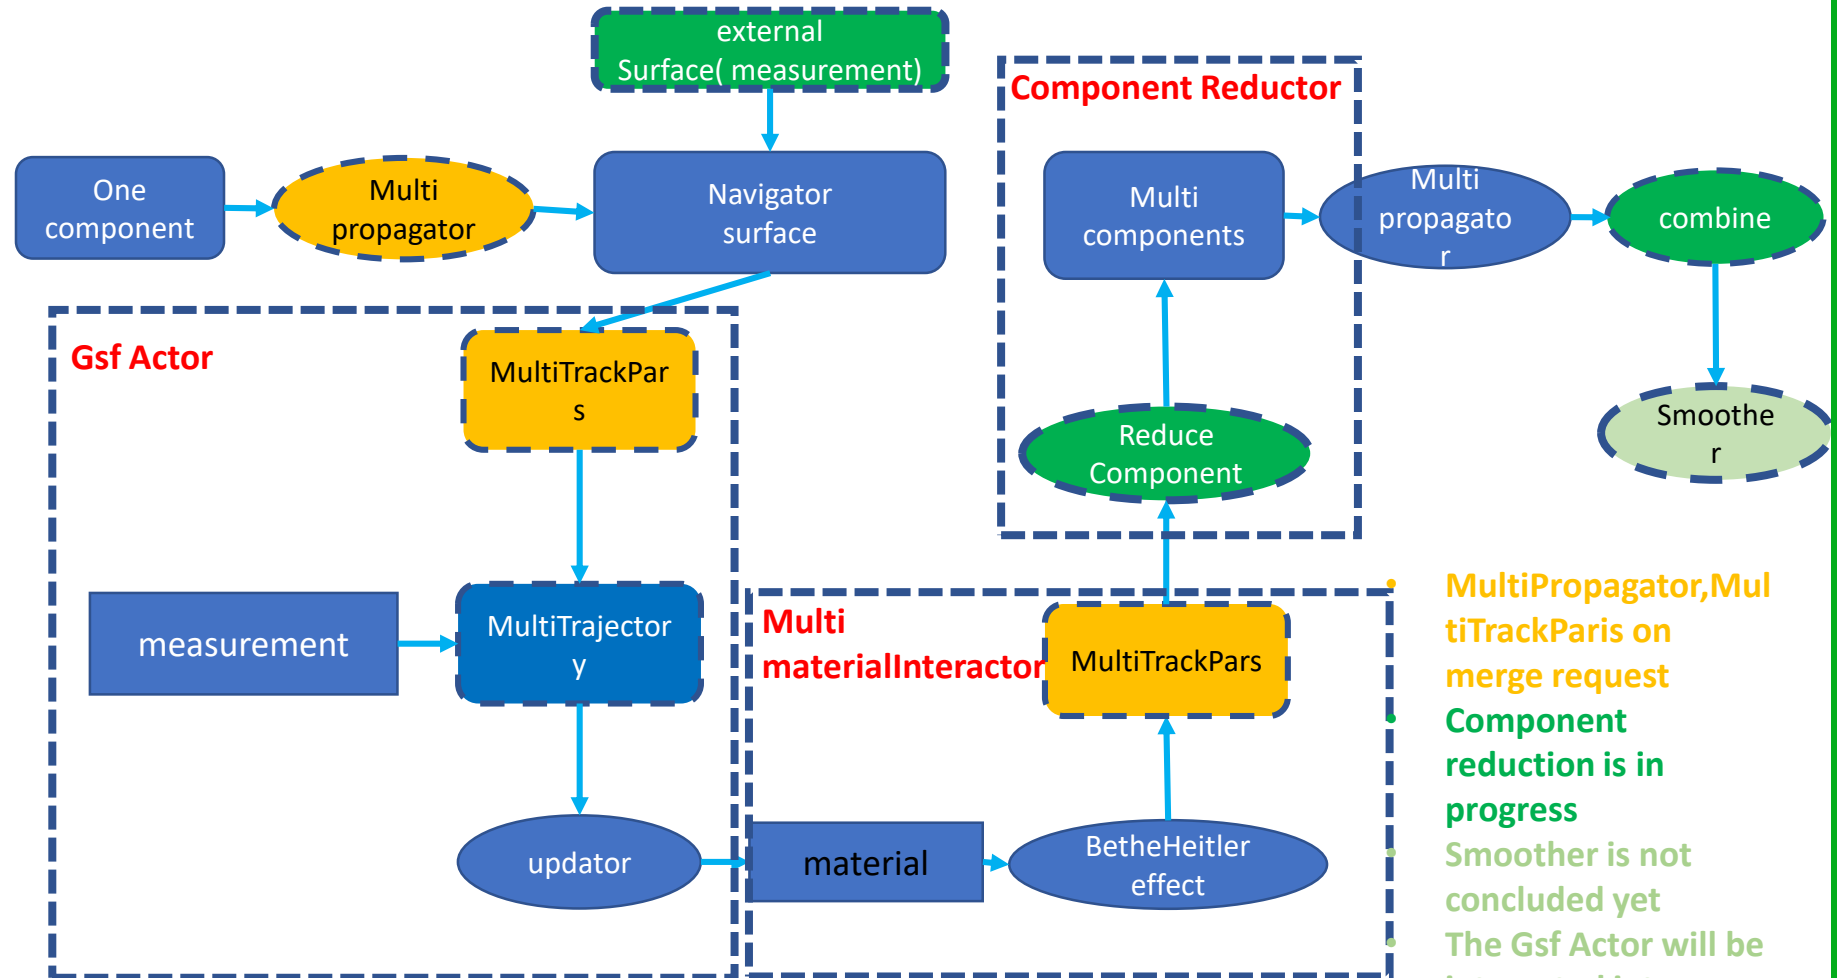 external
Surface( measurement)
Component Reductor
One
component
Multi
propagator
Navigator
surface
Multi
components
Multi
propagato
r
combine
Gsf Actor
MultiTrackPar
s
Reduce
Component
Smoothe
r
measurement
MultiTrajector
y
Multi
materialInteractor
MultiTrackPars
updator
material
BetheHeitler
effect
MultiPropagator,Mul
tiTrackParis on
merge request
Component
reduction is in
progress
Smoother is not
concluded yet
The Gsf Actor will be